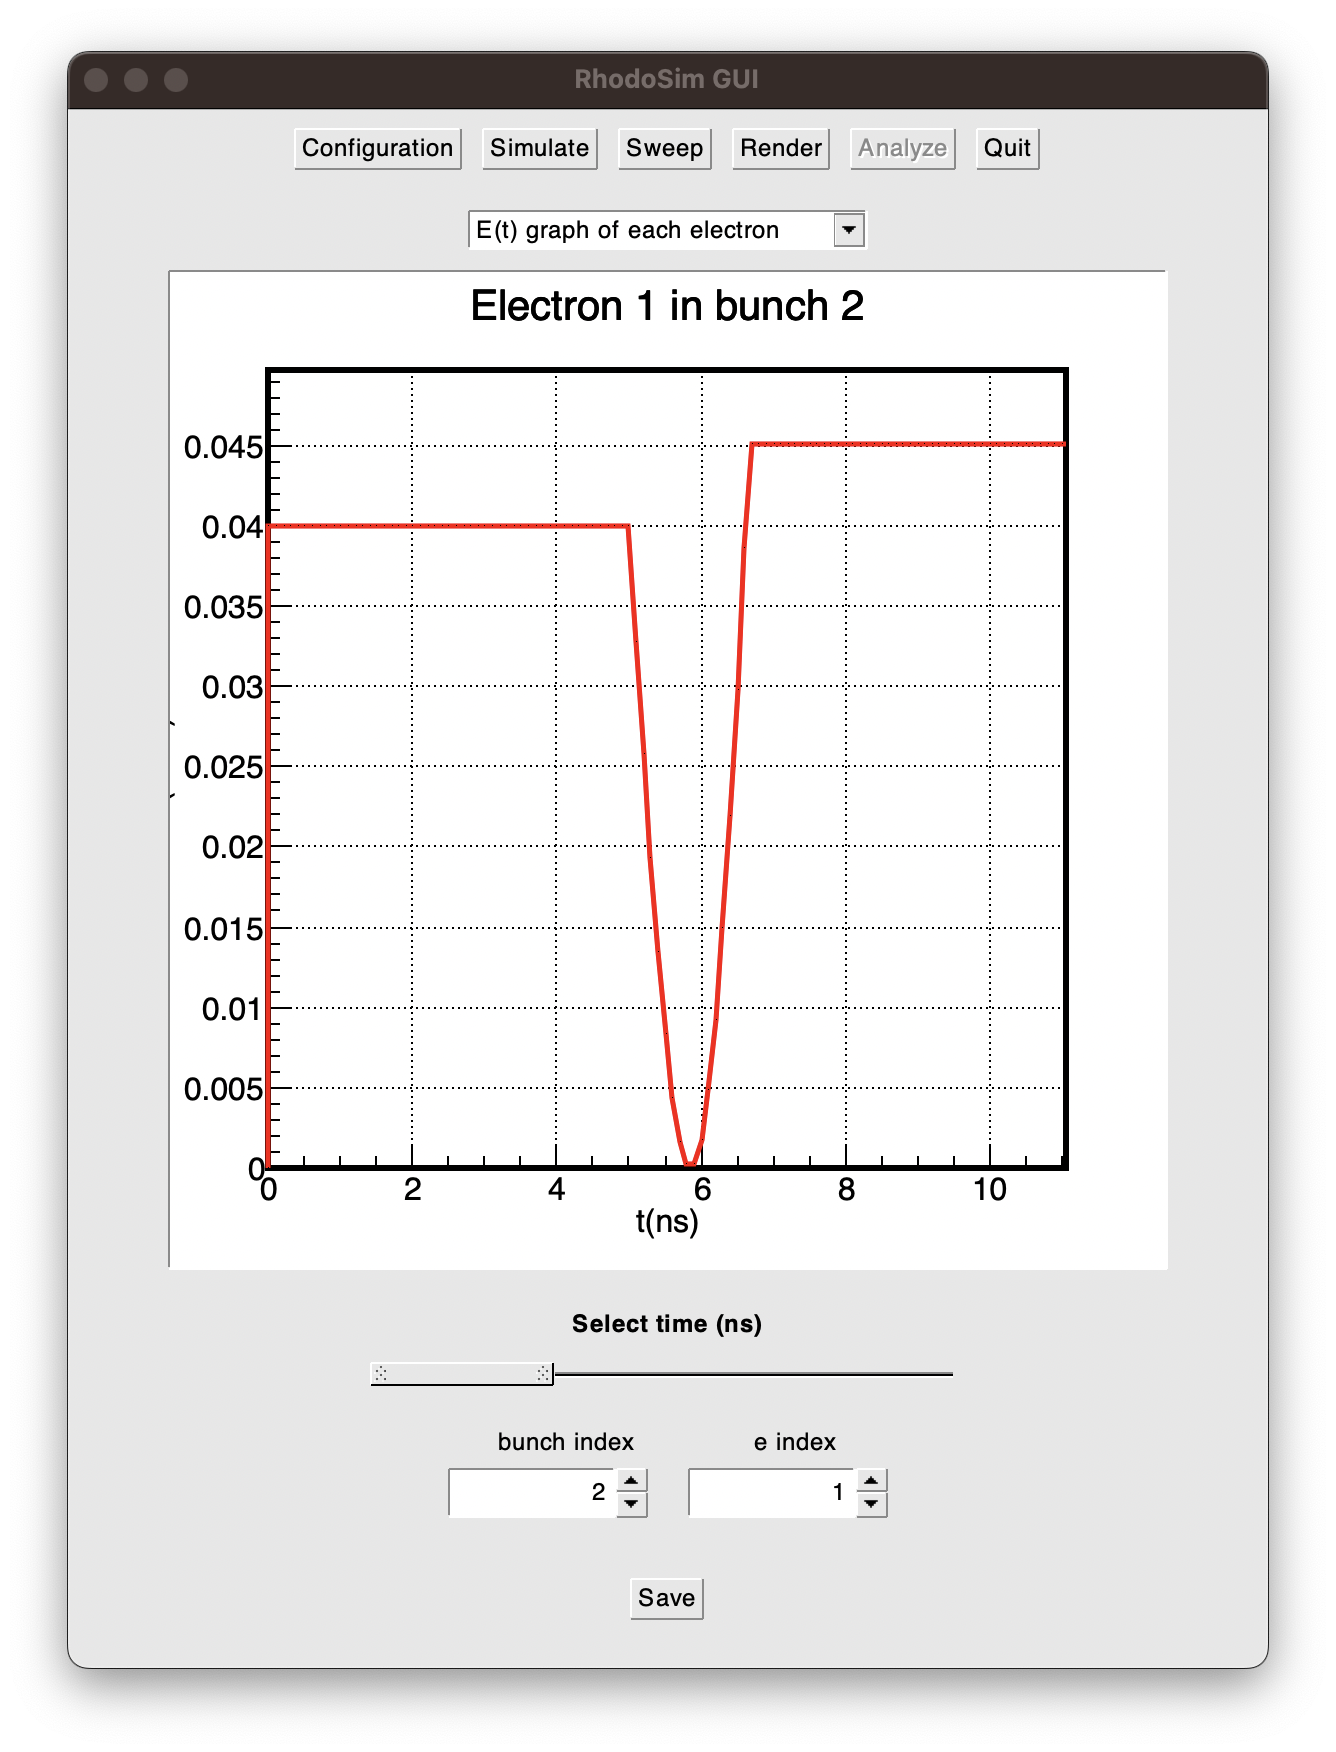 RhodoSim GUI
Configuration Simulate Sweep Render Analyze Quit
E(t) graph of each electron
Electron 1 in bunch 2
0.045
0.04
0.035
0.03
0.025
0.02
0.015
0.01
0.005
0
0 2 4 6 8 10
t(ns)
Select time (ns)
bunch index e index
2 1
Save